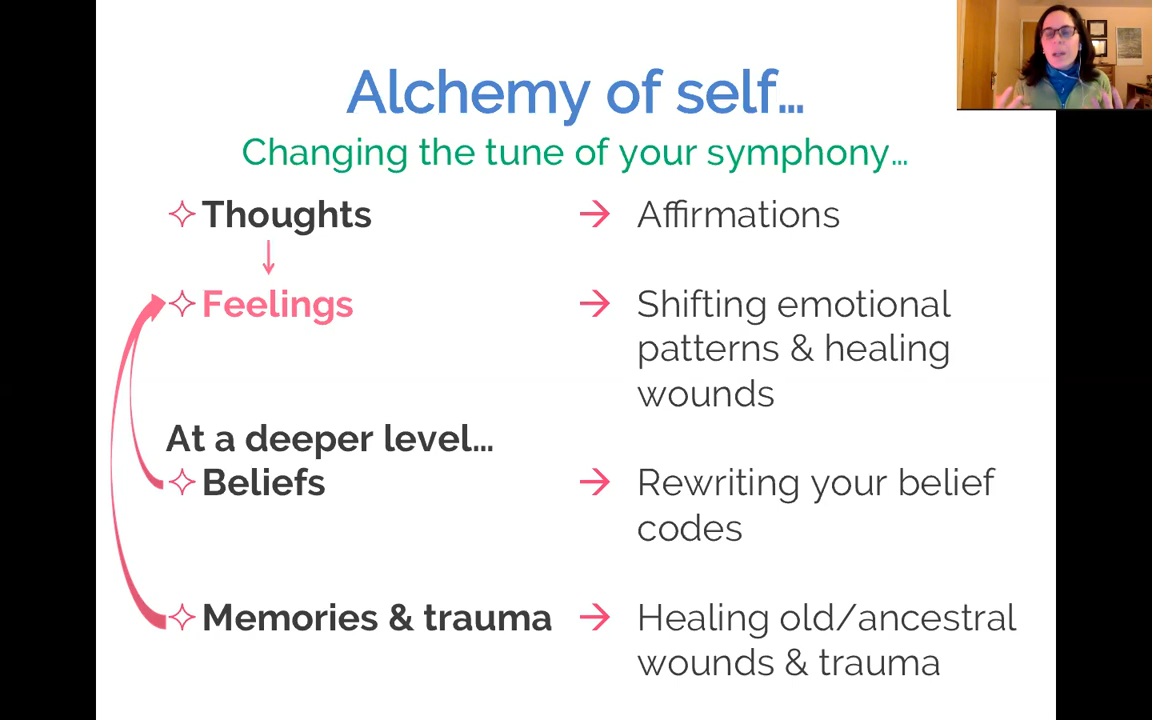 Alchemy of self…
Changing the tune of your symphony…
Thoughts → Affirmations
Feelings → Shifting emotional
patterns & healing
wounds
At a deeper level…
Beliefs → Rewriting your belief
codes
Memories & trauma → Healing old/ancestral
wounds & trauma